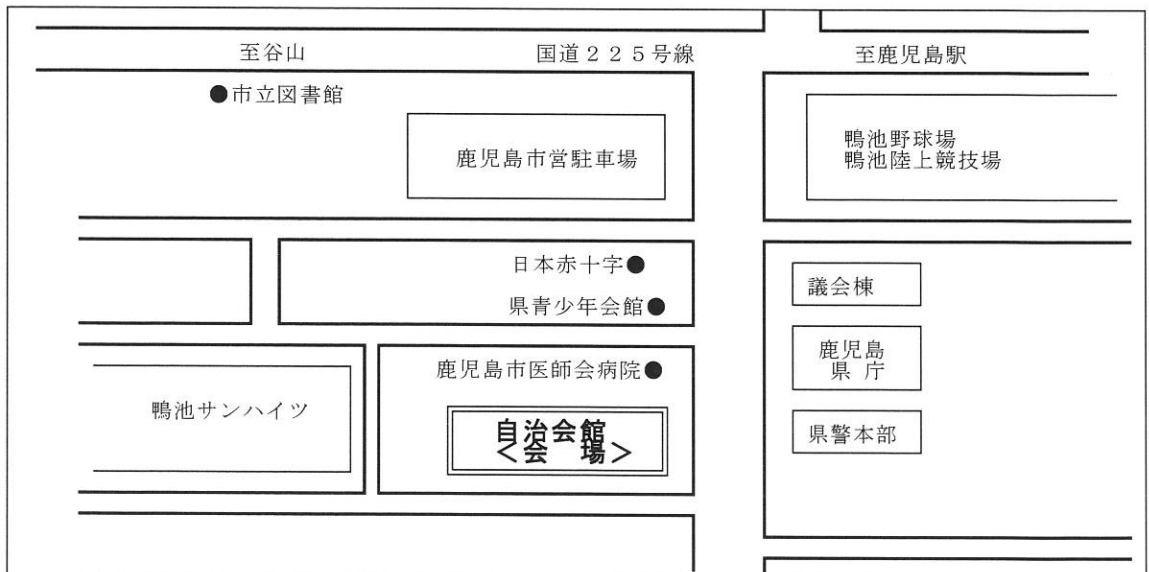 至谷山
国道２２５号線
至鹿児島駅
●市立図書館
鹿児島市営駐車場
鴨池野球場
鴨池陸上競技場
日本赤十字●
県青少年会館●
議会棟
鹿児島
県 庁
鹿児島市医師会病院●
鴨池サンハイツ
自治会館
＜会　場＞
県警本部